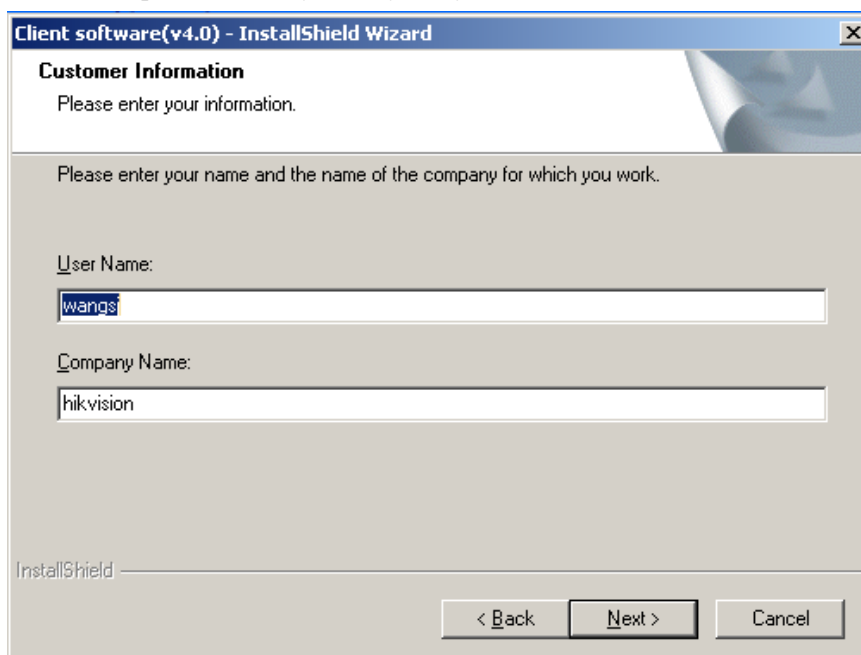 Client software(v4.0) - InstallShield Wizard
Customer Information
Please enter your information.
Please enter your name and the name of the company for which you work.
User Name:
wangsi
Company Name:
hikvision
InstallShield
< Back Next > Cancel